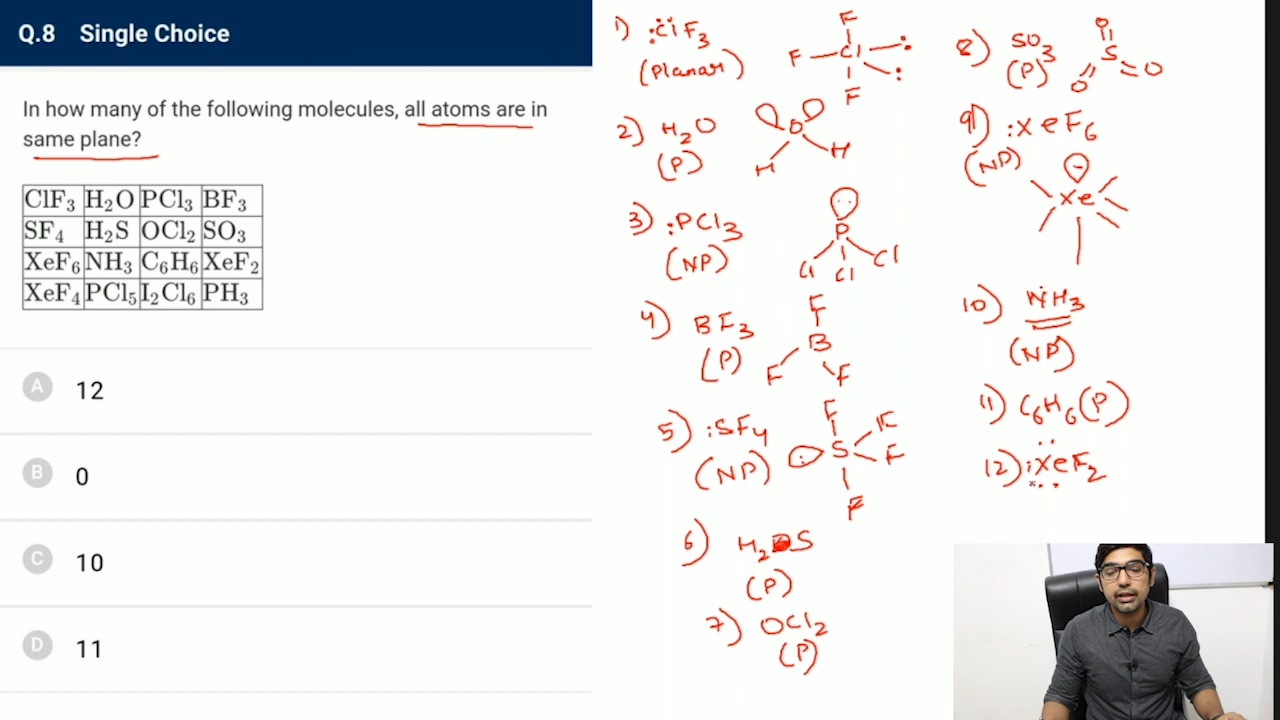 Q.8 Single Choice
In how many of the following molecules, all atoms are in
same plane?
ClF3 H2O PCl3 BF3
SF4 H2S OCl2 SO3
XeF6 NH3 C6H6 XeF2
XeF4 PCl5 I2Cl6 PH3
A 12
B 0
C 10
D 11
1) :ClF3
(Planar)
F
F Cl :
F :
2) H2O
(P)
O
H H
3) :PCl3
(NP)
P
Cl Cl Cl
4) BF3
(P)
F
B
F F
5) :SF4
(NP)
F
S F
F
F
6) H2S
(P)
7) OCl2
(P)
8) SO3
(P)
O
S
O O
9) :XeF6
(NP)
Xe
10) NH3
(NP)
11) C6H6 (P)
12) :XeF2